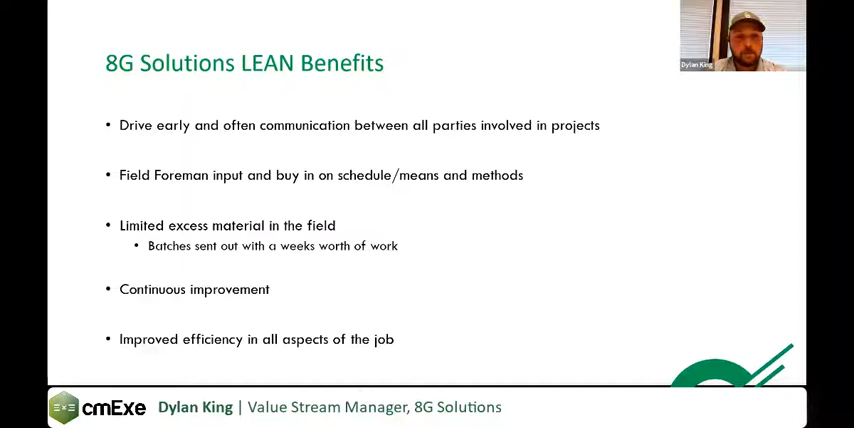 8G Solutions LEAN Benefits
Dylan King
• Drive early and often communication between all parties involved in projects
• Field Foreman input and buy in on schedule/means and methods
• Limited excess material in the field
• Batches sent out with a weeks worth of work
• Continuous improvement
• Improved efficiency in all aspects of the job
cmExe Dylan King | Value Stream Manager, 8G Solutions